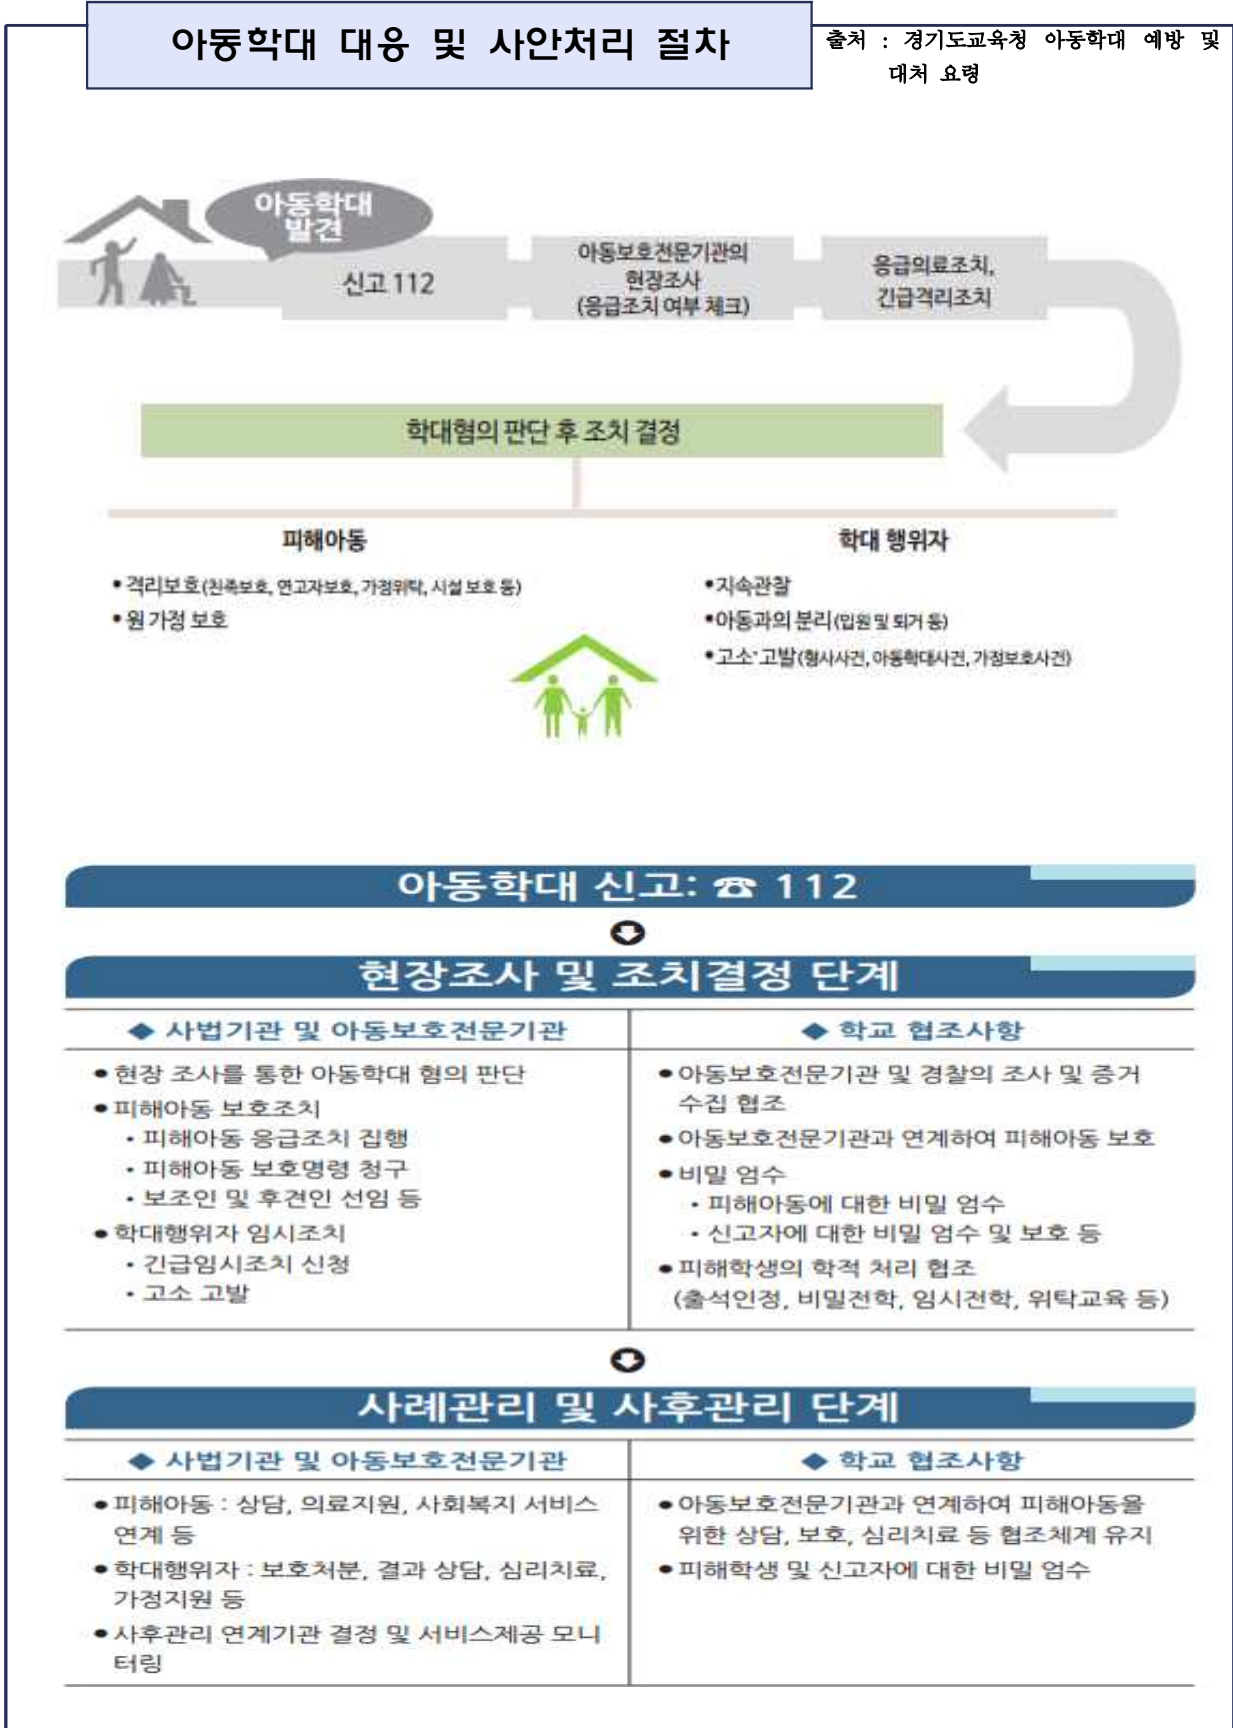 아동학대 대응 및 사안처리 절차
출처 : 경기도교육청 아동학대 예방 및
대처 요령
아동학대
발견
신고 112
아동보호전문기관의
현장조사
(응급조치 여부 체크)
응급의료조치,
긴급격리조치
학대혐의 판단 후 조치 결정
피해아동
• 격리보호(친족보호, 연고자보호, 가정위탁, 시설 보호 등)
• 원 가정 보호
학대 행위자
•지속관찰
•아동과의 분리(입원 및 퇴거 등)
•고소·고발(형사사건, 아동학대사건, 가정보호사건)
아동학대 신고: ☎ 112
현장조사 및 조치결정 단계
◆ 사법기관 및 아동보호전문기관
● 현장 조사를 통한 아동학대 혐의 판단
● 피해아동 보호조치
• 피해아동 응급조치 집행
• 피해아동 보호명령 청구
• 보조인 및 후견인 선임 등
● 학대행위자 임시조치
• 긴급임시조치 신청
• 고소 고발
◆ 학교 협조사항
● 아동보호전문기관 및 경찰의 조사 및 증거
수집 협조
● 아동보호전문기관과 연계하여 피해아동 보호
● 비밀 엄수
• 피해아동에 대한 비밀 엄수
• 신고자에 대한 비밀 엄수 및 보호 등
● 피해학생의 학적 처리 협조
(출석인정, 비밀전학, 임시전학, 위탁교육 등)
사례관리 및 사후관리 단계
◆ 사법기관 및 아동보호전문기관
● 피해아동 : 상담, 의료지원, 사회복지 서비스
연계 등
● 학대행위자 : 보호처분, 결과 상담, 심리치료,
가정지원 등
● 사후관리 연계기관 결정 및 서비스제공 모니
터링
◆ 학교 협조사항
● 아동보호전문기관과 연계하여 피해아동을
위한 상담, 보호, 심리치료 등 협조체계 유지
● 피해학생 및 신고자에 대한 비밀 엄수